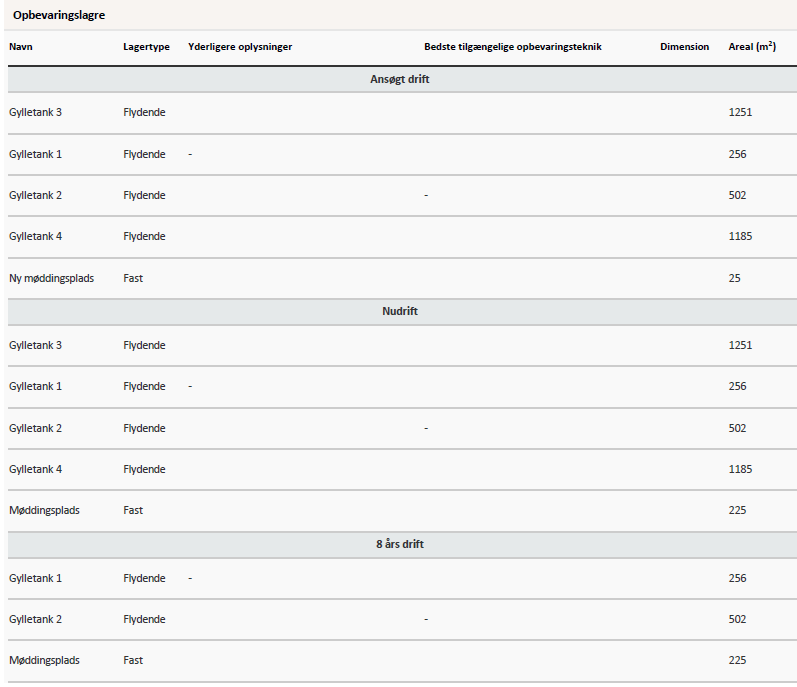 Opbevaringslagre
Navn Lagertype Yderligere oplysninger Bedste tilgængelige opbevaringsteknik Dimension Areal (m²)
Ansøgt drift
Gylletank 3 Flydende 1251
Gylletank 1 Flydende - 256
Gylletank 2 Flydende - 502
Gylletank 4 Flydende 1185
Ny møddingsplads Fast 25
Nudrift
Gylletank 3 Flydende 1251
Gylletank 1 Flydende - 256
Gylletank 2 Flydende - 502
Gylletank 4 Flydende 1185
Møddingsplads Fast 225
8 års drift
Gylletank 1 Flydende - 256
Gylletank 2 Flydende - 502
Møddingsplads Fast 225